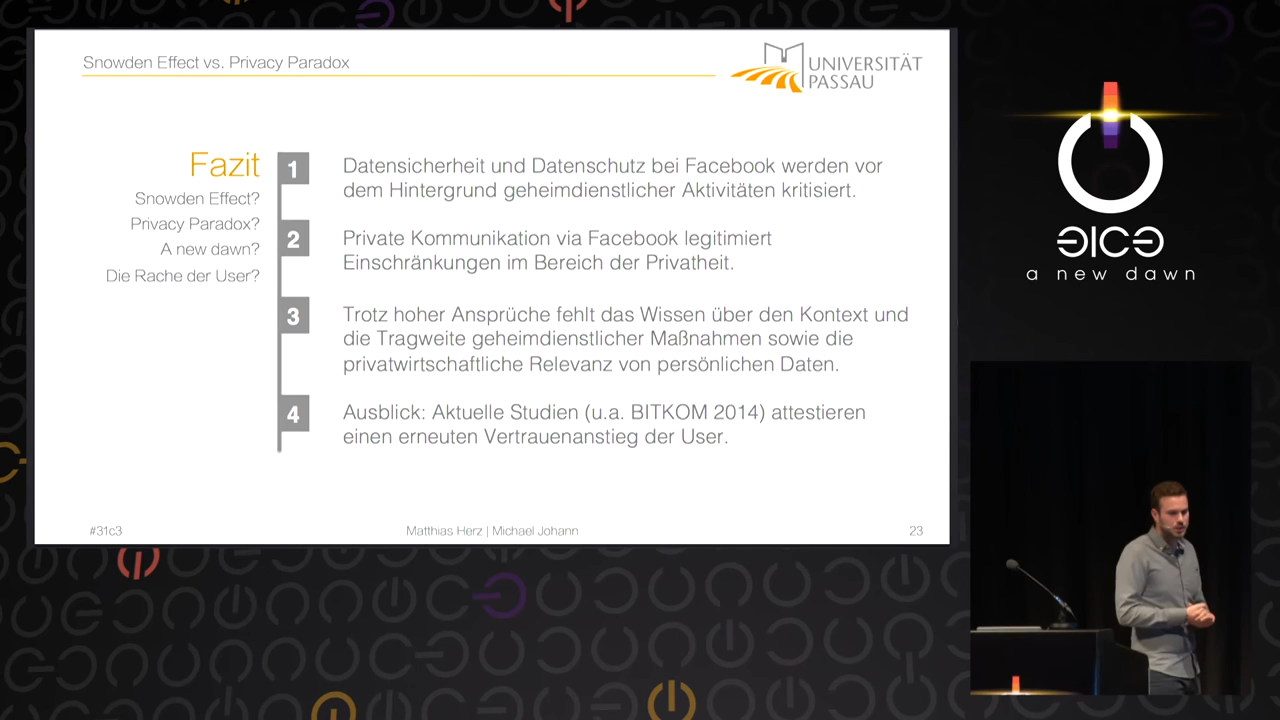 Snowden Effect vs. Privacy Paradox
UNIVERSITÄT
PASSAU
Fazit
Snowden Effect?
Privacy Paradox?
A new dawn?
Die Rache der User?
1
Datensicherheit und Datenschutz bei Facebook werden vor
dem Hintergrund geheimdienstlicher Aktivitäten kritisiert.
2
Private Kommunikation via Facebook legitimiert
Einschränkungen im Bereich der Privatheit.
3
Trotz hoher Ansprüche fehlt das Wissen über den Kontext und
die Tragweite geheimdienstlicher Maßnahmen sowie die
privatwirtschaftliche Relevanz von persönlichen Daten.
4
Ausblick: Aktuelle Studien (u.a. BITKOM 2014) attestieren
einen erneuten Vertrauenanstieg der User.
#31c3
Matthias Herz | Michael Johann
23
31C3
a new dawn